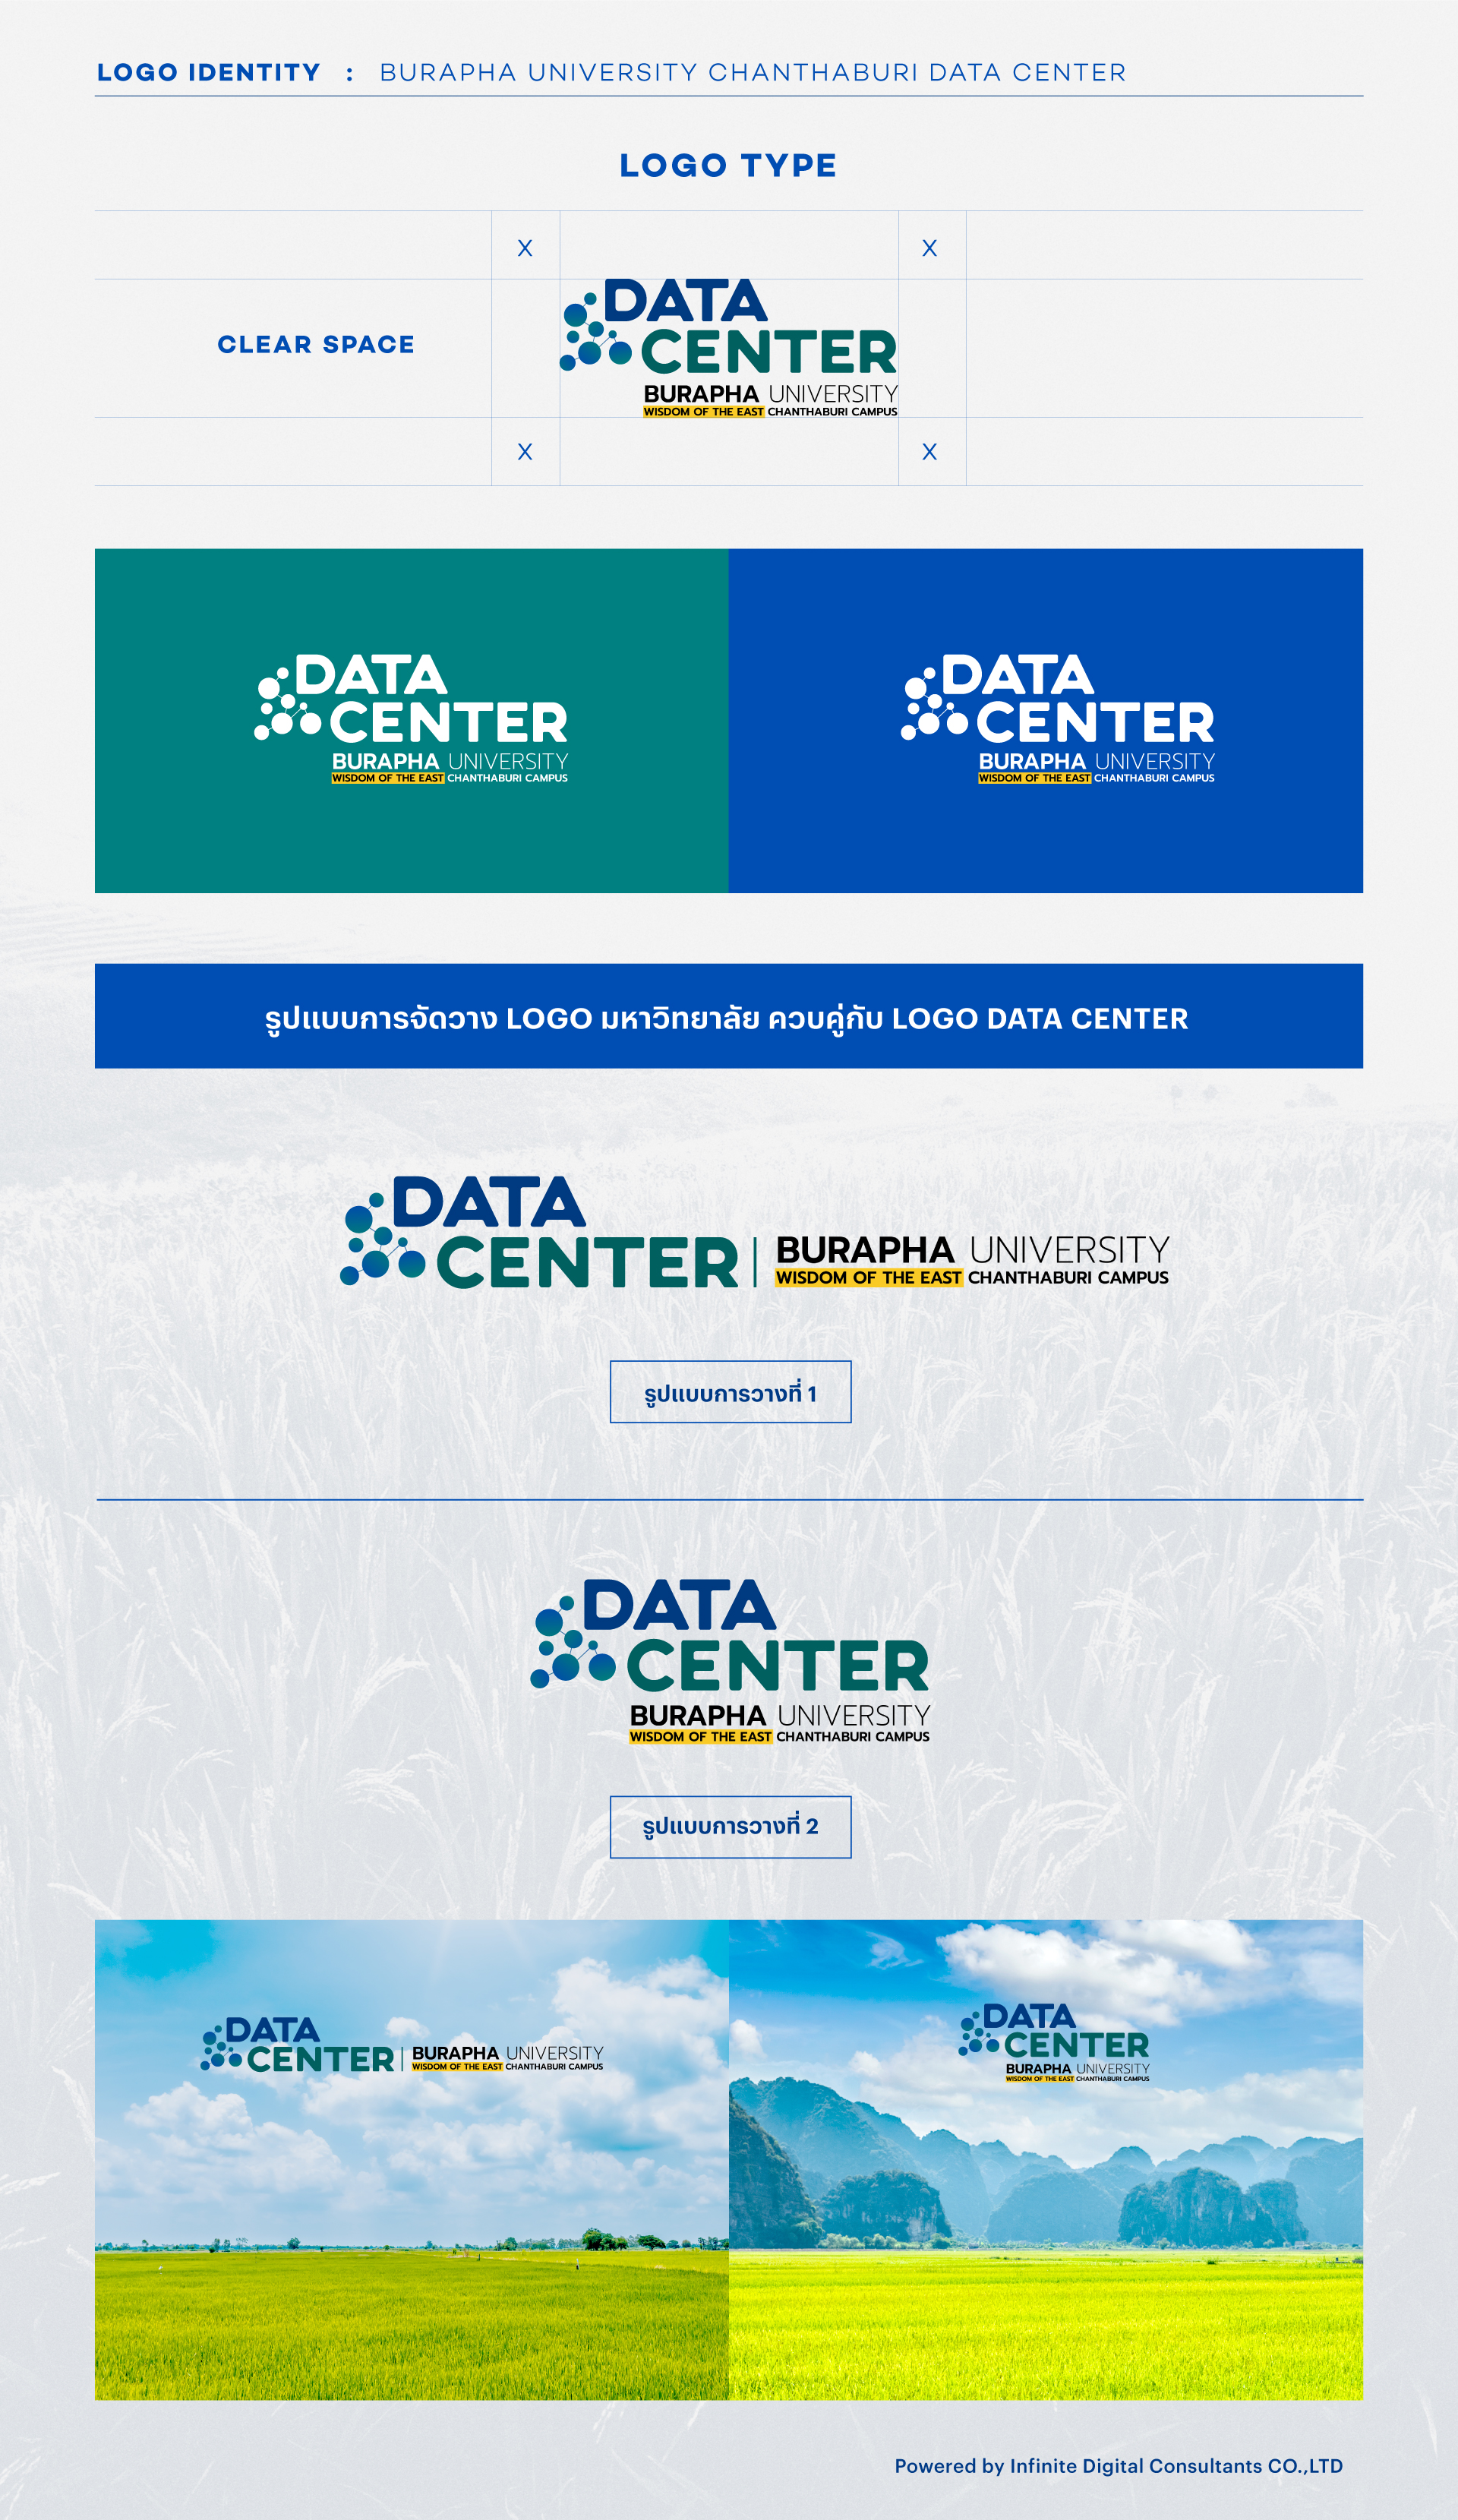 LOGO IDENTITY : BURAPHA UNIVERSITY CHANTHABURI DATA CENTER
LOGO TYPE
X X
DATA
CENTER
CLEAR SPACE
BURAPHA UNIVERSITY
WISDOM OF THE EAST CHANTHABURI CAMPUS
X X
DATA
CENTER
BURAPHA UNIVERSITY
WISDOM OF THE EAST CHANTHABURI CAMPUS
DATA
CENTER
BURAPHA UNIVERSITY
WISDOM OF THE EAST CHANTHABURI CAMPUS
รูปแบบการจัดวาง LOGO มหาวิทยาลัย ควบคู่กับ LOGO DATA CENTER
DATA
CENTER
BURAPHA UNIVERSITY
WISDOM OF THE EAST CHANTHABURI CAMPUS
รูปแบบการวางที่ 1
DATA
CENTER
BURAPHA UNIVERSITY
WISDOM OF THE EAST CHANTHABURI CAMPUS
รูปแบบการวางที่ 2
DATA
CENTER
BURAPHA UNIVERSITY
WISDOM OF THE EAST CHANTHABURI CAMPUS
DATA
CENTER
BURAPHA UNIVERSITY
WISDOM OF THE EAST CHANTHABURI CAMPUS
Powered by Infinite Digital Consultants CO.,LTD